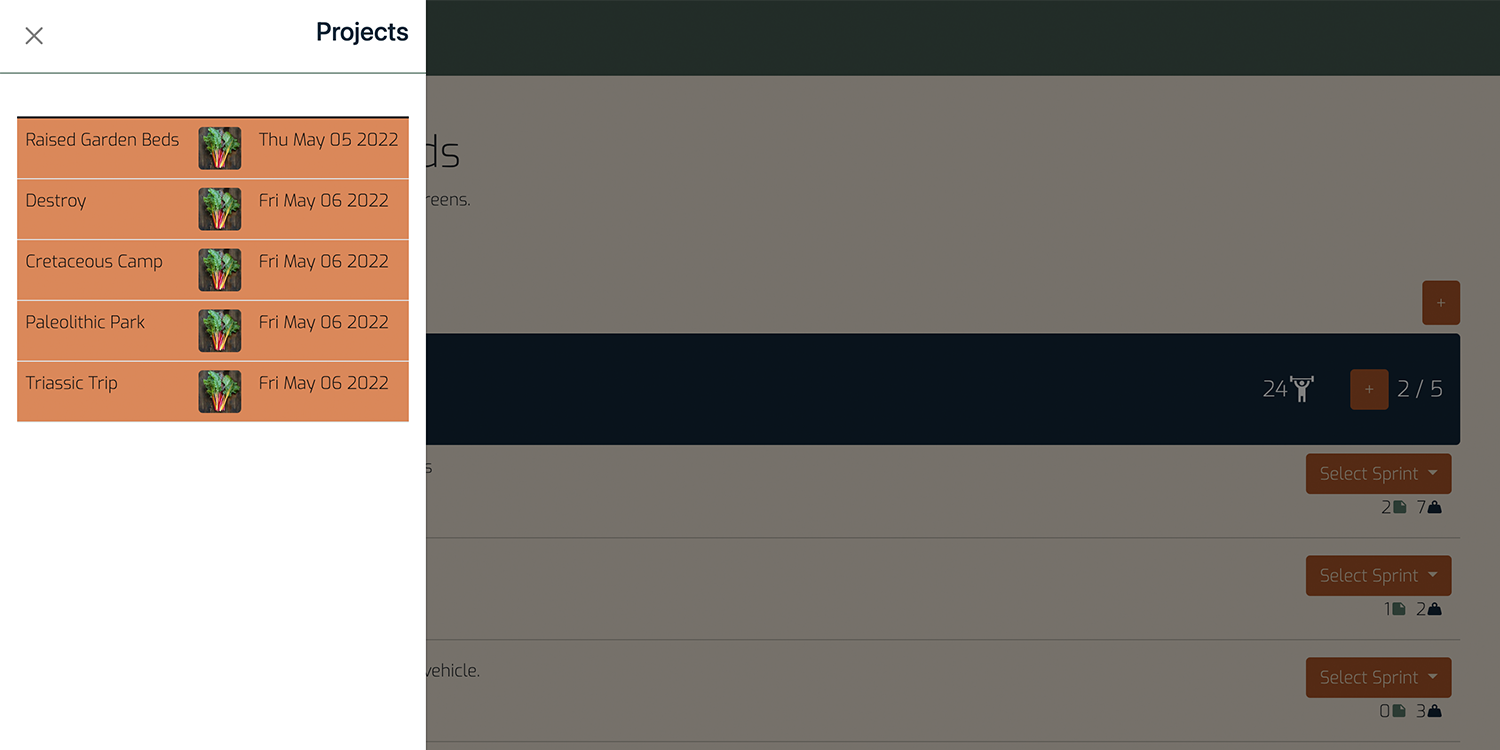 Projects
Raised Garden Beds Thu May 05 2022
Destroy Fri May 06 2022
Cretaceous Camp Fri May 06 2022
Paleolithic Park Fri May 06 2022
Triassic Trip Fri May 06 2022
ds
reens.
+
24 + 2 / 5
s Select Sprint
2 7
Select Sprint
1 2
vehicle. Select Sprint
0 3